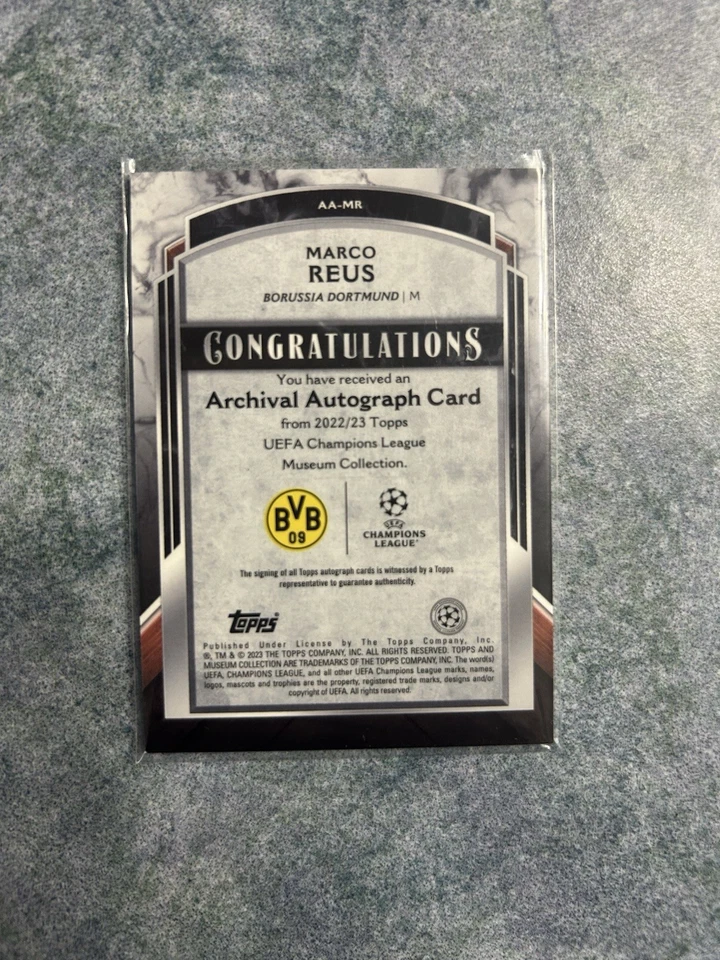 AA-MR
MARCO
REUS
BORUSSIA DORTMUND | M
CONGRATULATIONS
You have received an
Archival Autograph Card
from 2022/23 Topps
UEFA Champions League
Museum Collection.
BVB
09
UEFA
CHAMPIONS
LEAGUE
The signing of all Topps autograph cards is witnessed by a Topps
representative to guarantee authenticity.
Topps
Published Under License by The Topps Company, Inc.
®, TM & © 2023 THE TOPPS COMPANY, INC. ALL RIGHTS RESERVED. TOPPS AND
MUSEUM COLLECTION ARE TRADEMARKS OF THE TOPPS COMPANY, INC. The word(s)
UEFA, CHAMPIONS LEAGUE, and all other UEFA Champions League marks, names,
logos, mascots and trophies are the property, registered trade marks, designs and/or
copyright of UEFA. All rights reserved.